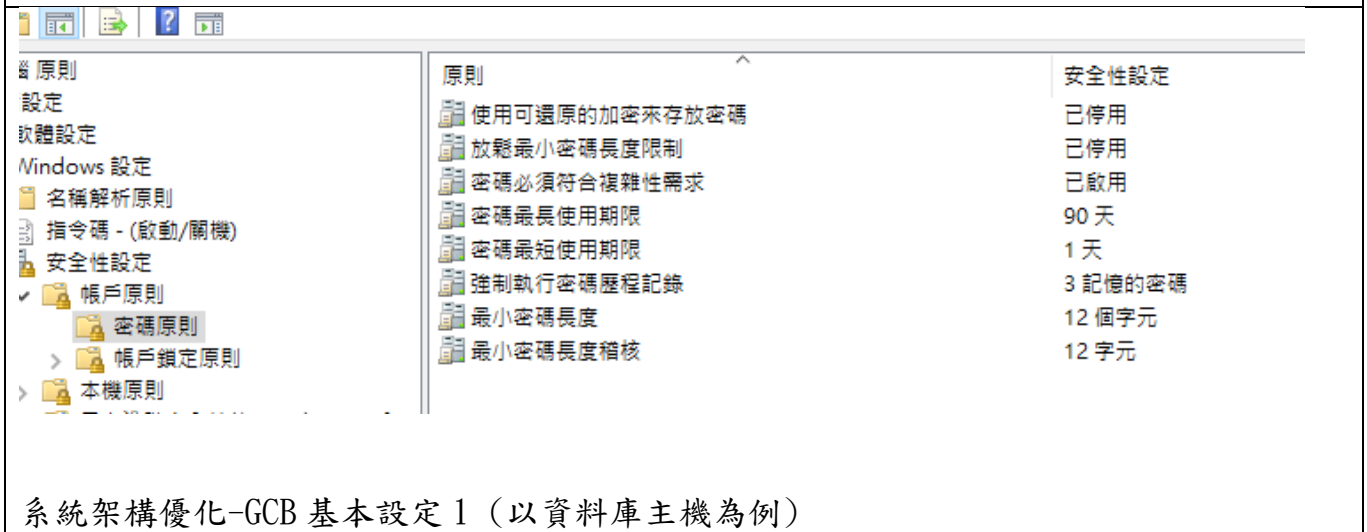 原則
設定
軟體設定
Windows 設定
名稱解析原則
指令碼 - (啟動/關機)
安全性設定
帳戶原則
密碼原則
帳戶鎖定原則
本機原則
原則 安全性設定
使用可還原的加密來存放密碼 已停用
放鬆最小密碼長度限制 已停用
密碼必須符合複雜性需求 已啟用
密碼最長使用期限 90 天
密碼最短使用期限 1 天
強制執行密碼歷程記錄 3 記憶的密碼
最小密碼長度 12 個字元
最小密碼長度稽核 12 字元
系統架構優化-GCB 基本設定 1 (以資料庫主機為例)